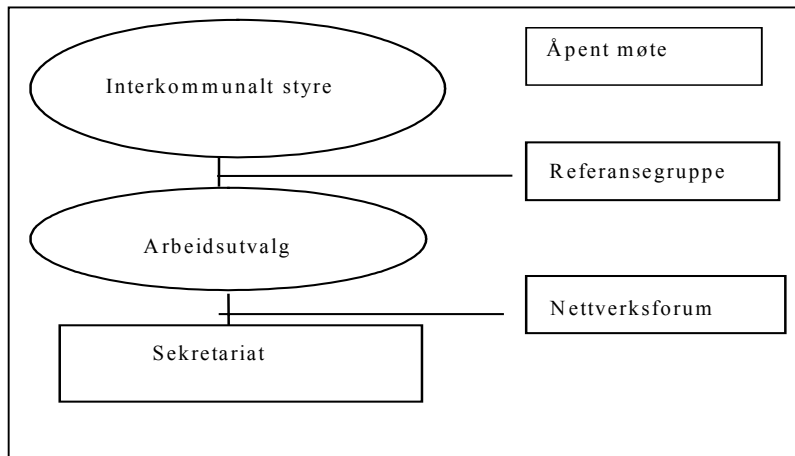 Interkommunalt styre
Åpent møte
Referansegruppe
Arbeidsutvalg
Nettverksforum
Sekretariat